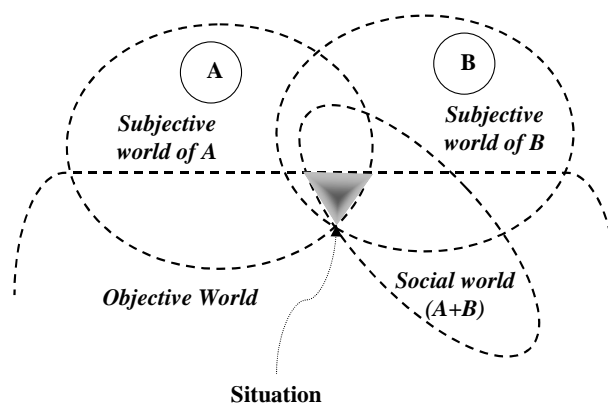 A
B
Subjective
world of A
Subjective
world of B
Objective World
Social world
(A+B)
Situation